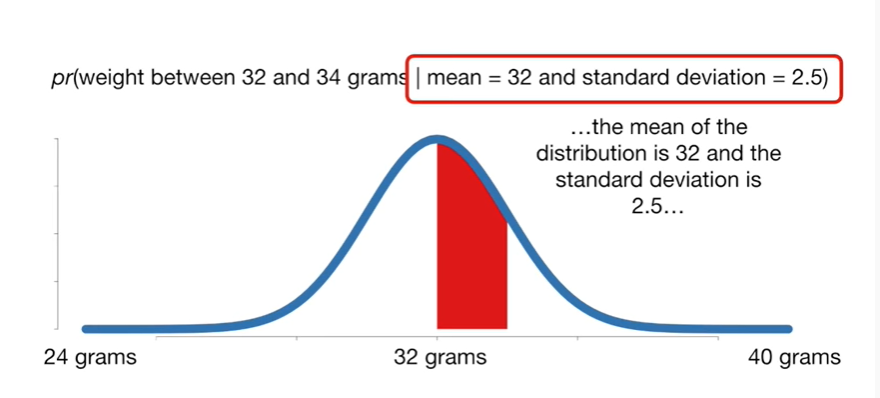 pr(weight between 32 and 34 grams | mean = 32 and standard deviation = 2.5)
…the mean of the
distribution is 32 and the
standard deviation is
2.5…
24 grams 32 grams 40 grams